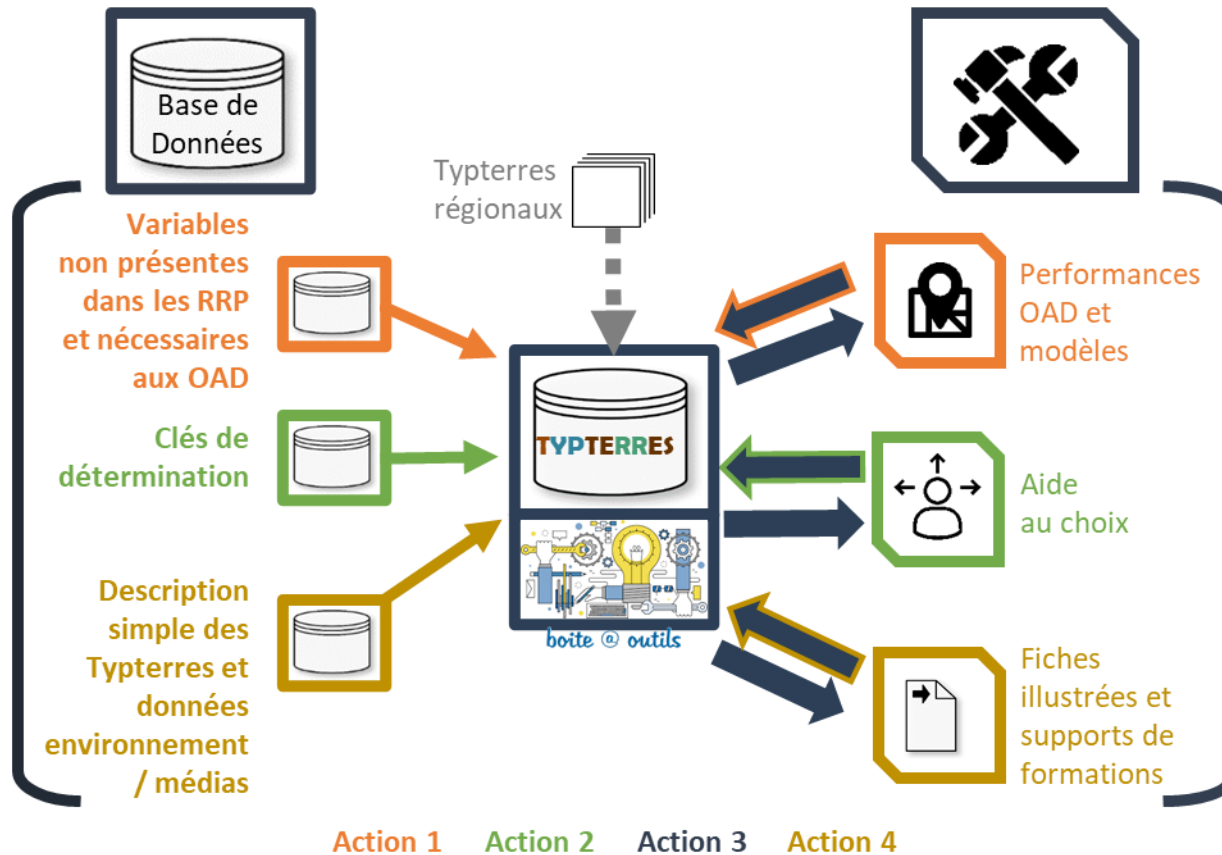 Base de
Données
Typterres
régionaux
Variables
non présentes
dans les RRP
et nécessaires
aux OAD
Clés de
détermination
Description
simple des
Typterres et
données
environnement
/ médias
TYPTERRES
boite @ outils
Performances
OAD et
modèles
Aide
au choix
Fiches
illustrées et
supports de
formations
Action 1 Action 2 Action 3 Action 4